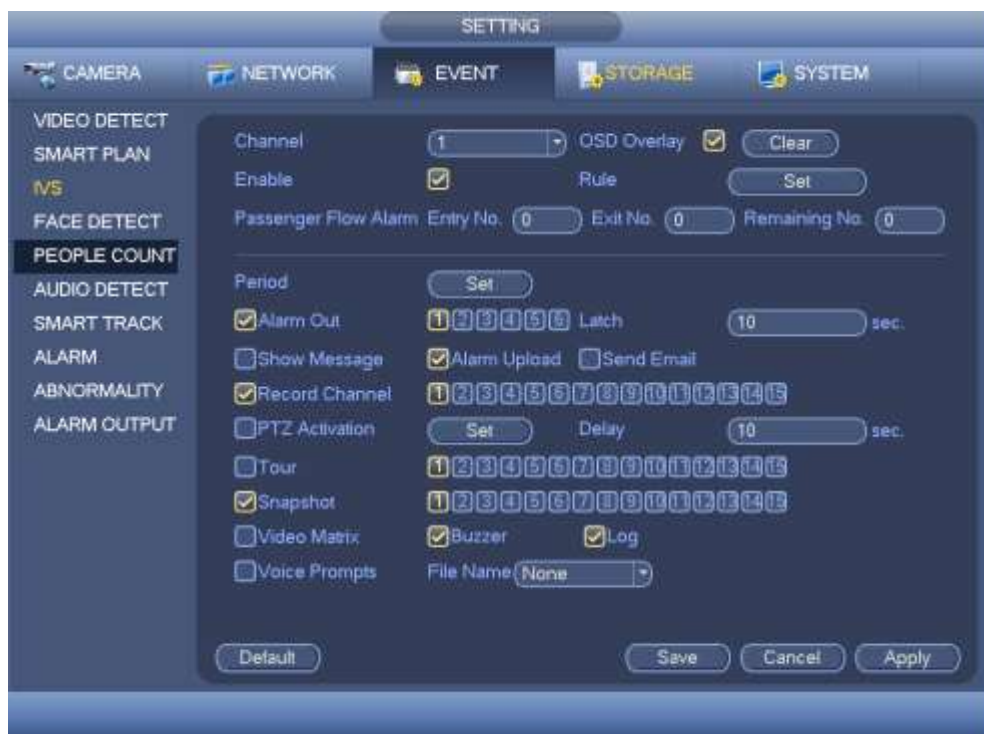 SETTING
CAMERA NETWORK EVENT STORAGE SYSTEM
VIDEO DETECT
SMART PLAN
IVS
FACE DETECT
PEOPLE COUNT
AUDIO DETECT
SMART TRACK
ALARM
ABNORMALITY
ALARM OUTPUT
Channel 1 OSD Overlay Clear
Enable Rule Set
Passenger Flow Alarm Entry No. 0 Exit No. 0 Remaining No. 0
Period Set
Alarm Out 1 2 3 4 5 6 Latch 10 sec.
Show Message Alarm Upload Send Email
Record Channel 1 2 3 4 5 6 7 8 9 10 11 12 13 14 15
PTZ Activation Set Delay 10 sec.
Tour 1 2 3 4 5 6 7 8 9 10 11 12 13 14 15
Snapshot 1 2 3 4 5 6 7 8 9 10 11 12 13 14 15
Video Matrix Buzzer Log
Voice Prompts File Name None
Default Save Cancel Apply